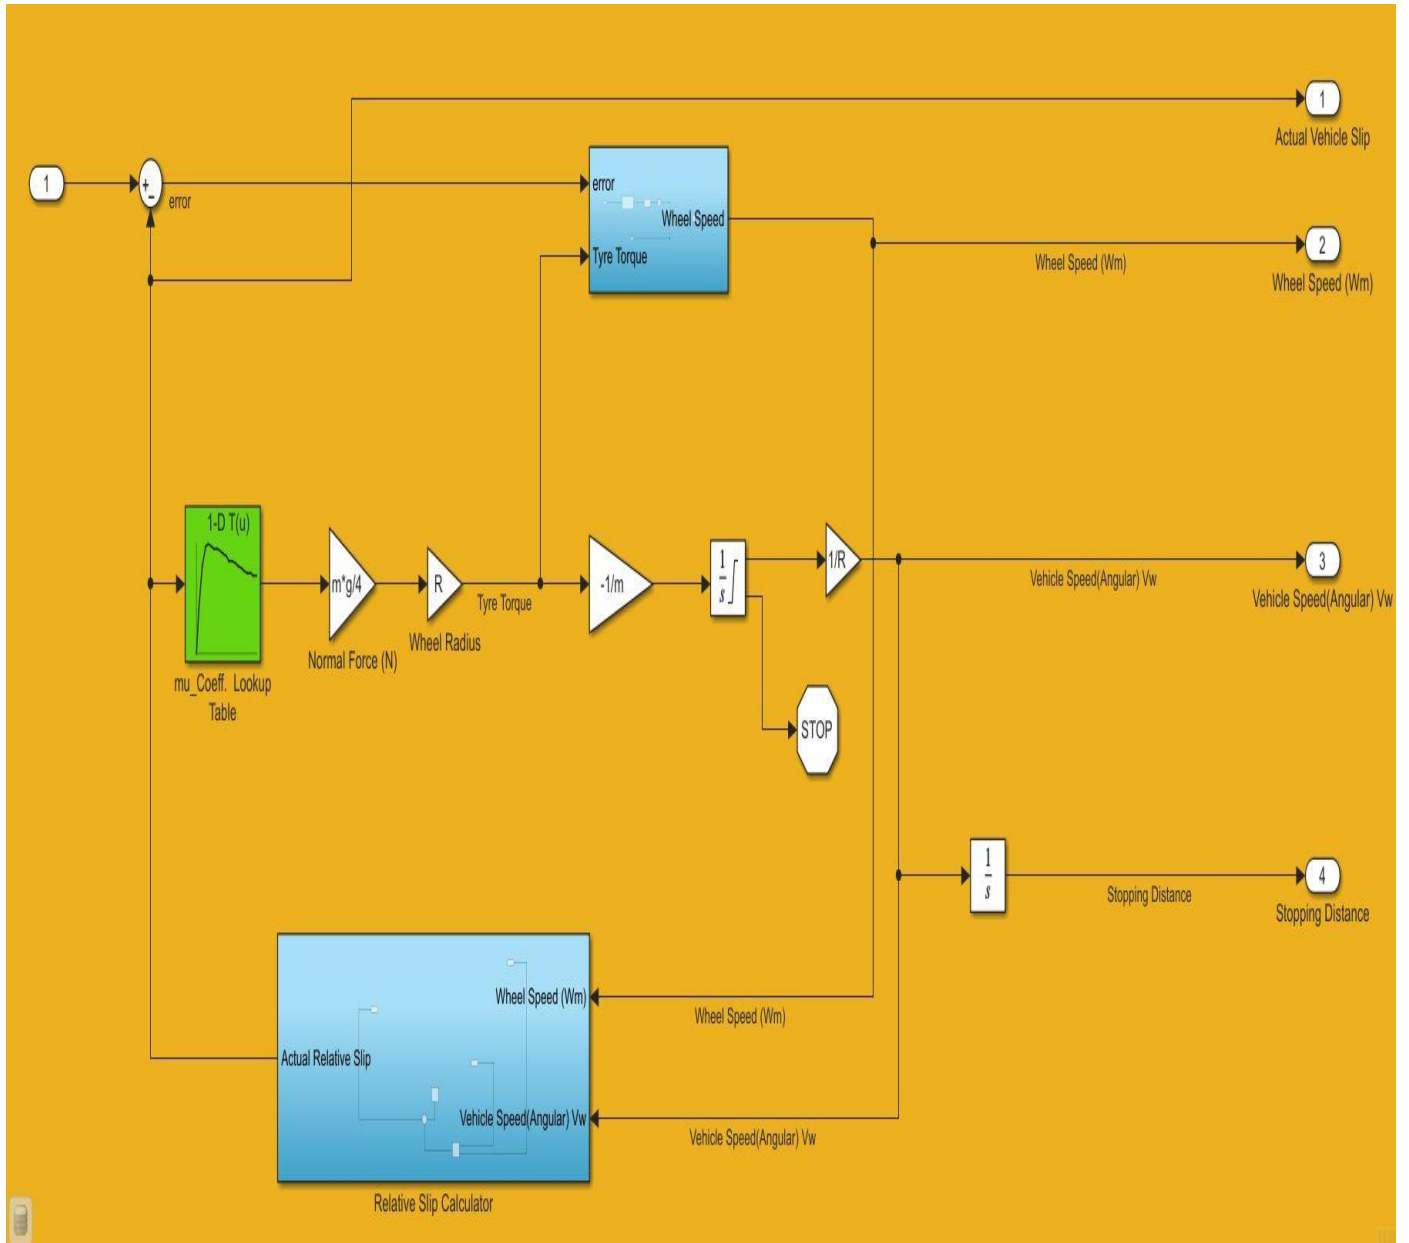 1
Actual Vehicle Slip
1
+
-
error
error
Wheel Speed
Tyre Torque
Wheel Speed (Wm)
2
Wheel Speed (Wm)
1-D T(u)
mu_Coeff. Lookup
Table
m*g/4
Normal Force (N)
R
Wheel Radius
Tyre Torque
-1/m
1
s
1/R
Vehicle Speed(Angular) Vw
3
Vehicle Speed(Angular) Vw
STOP
1
s
Stopping Distance
4
Stopping Distance
Wheel Speed (Wm)
Wheel Speed (Wm)
Actual Relative Slip
Vehicle Speed(Angular) Vw
Vehicle Speed(Angular) Vw
Relative Slip Calculator